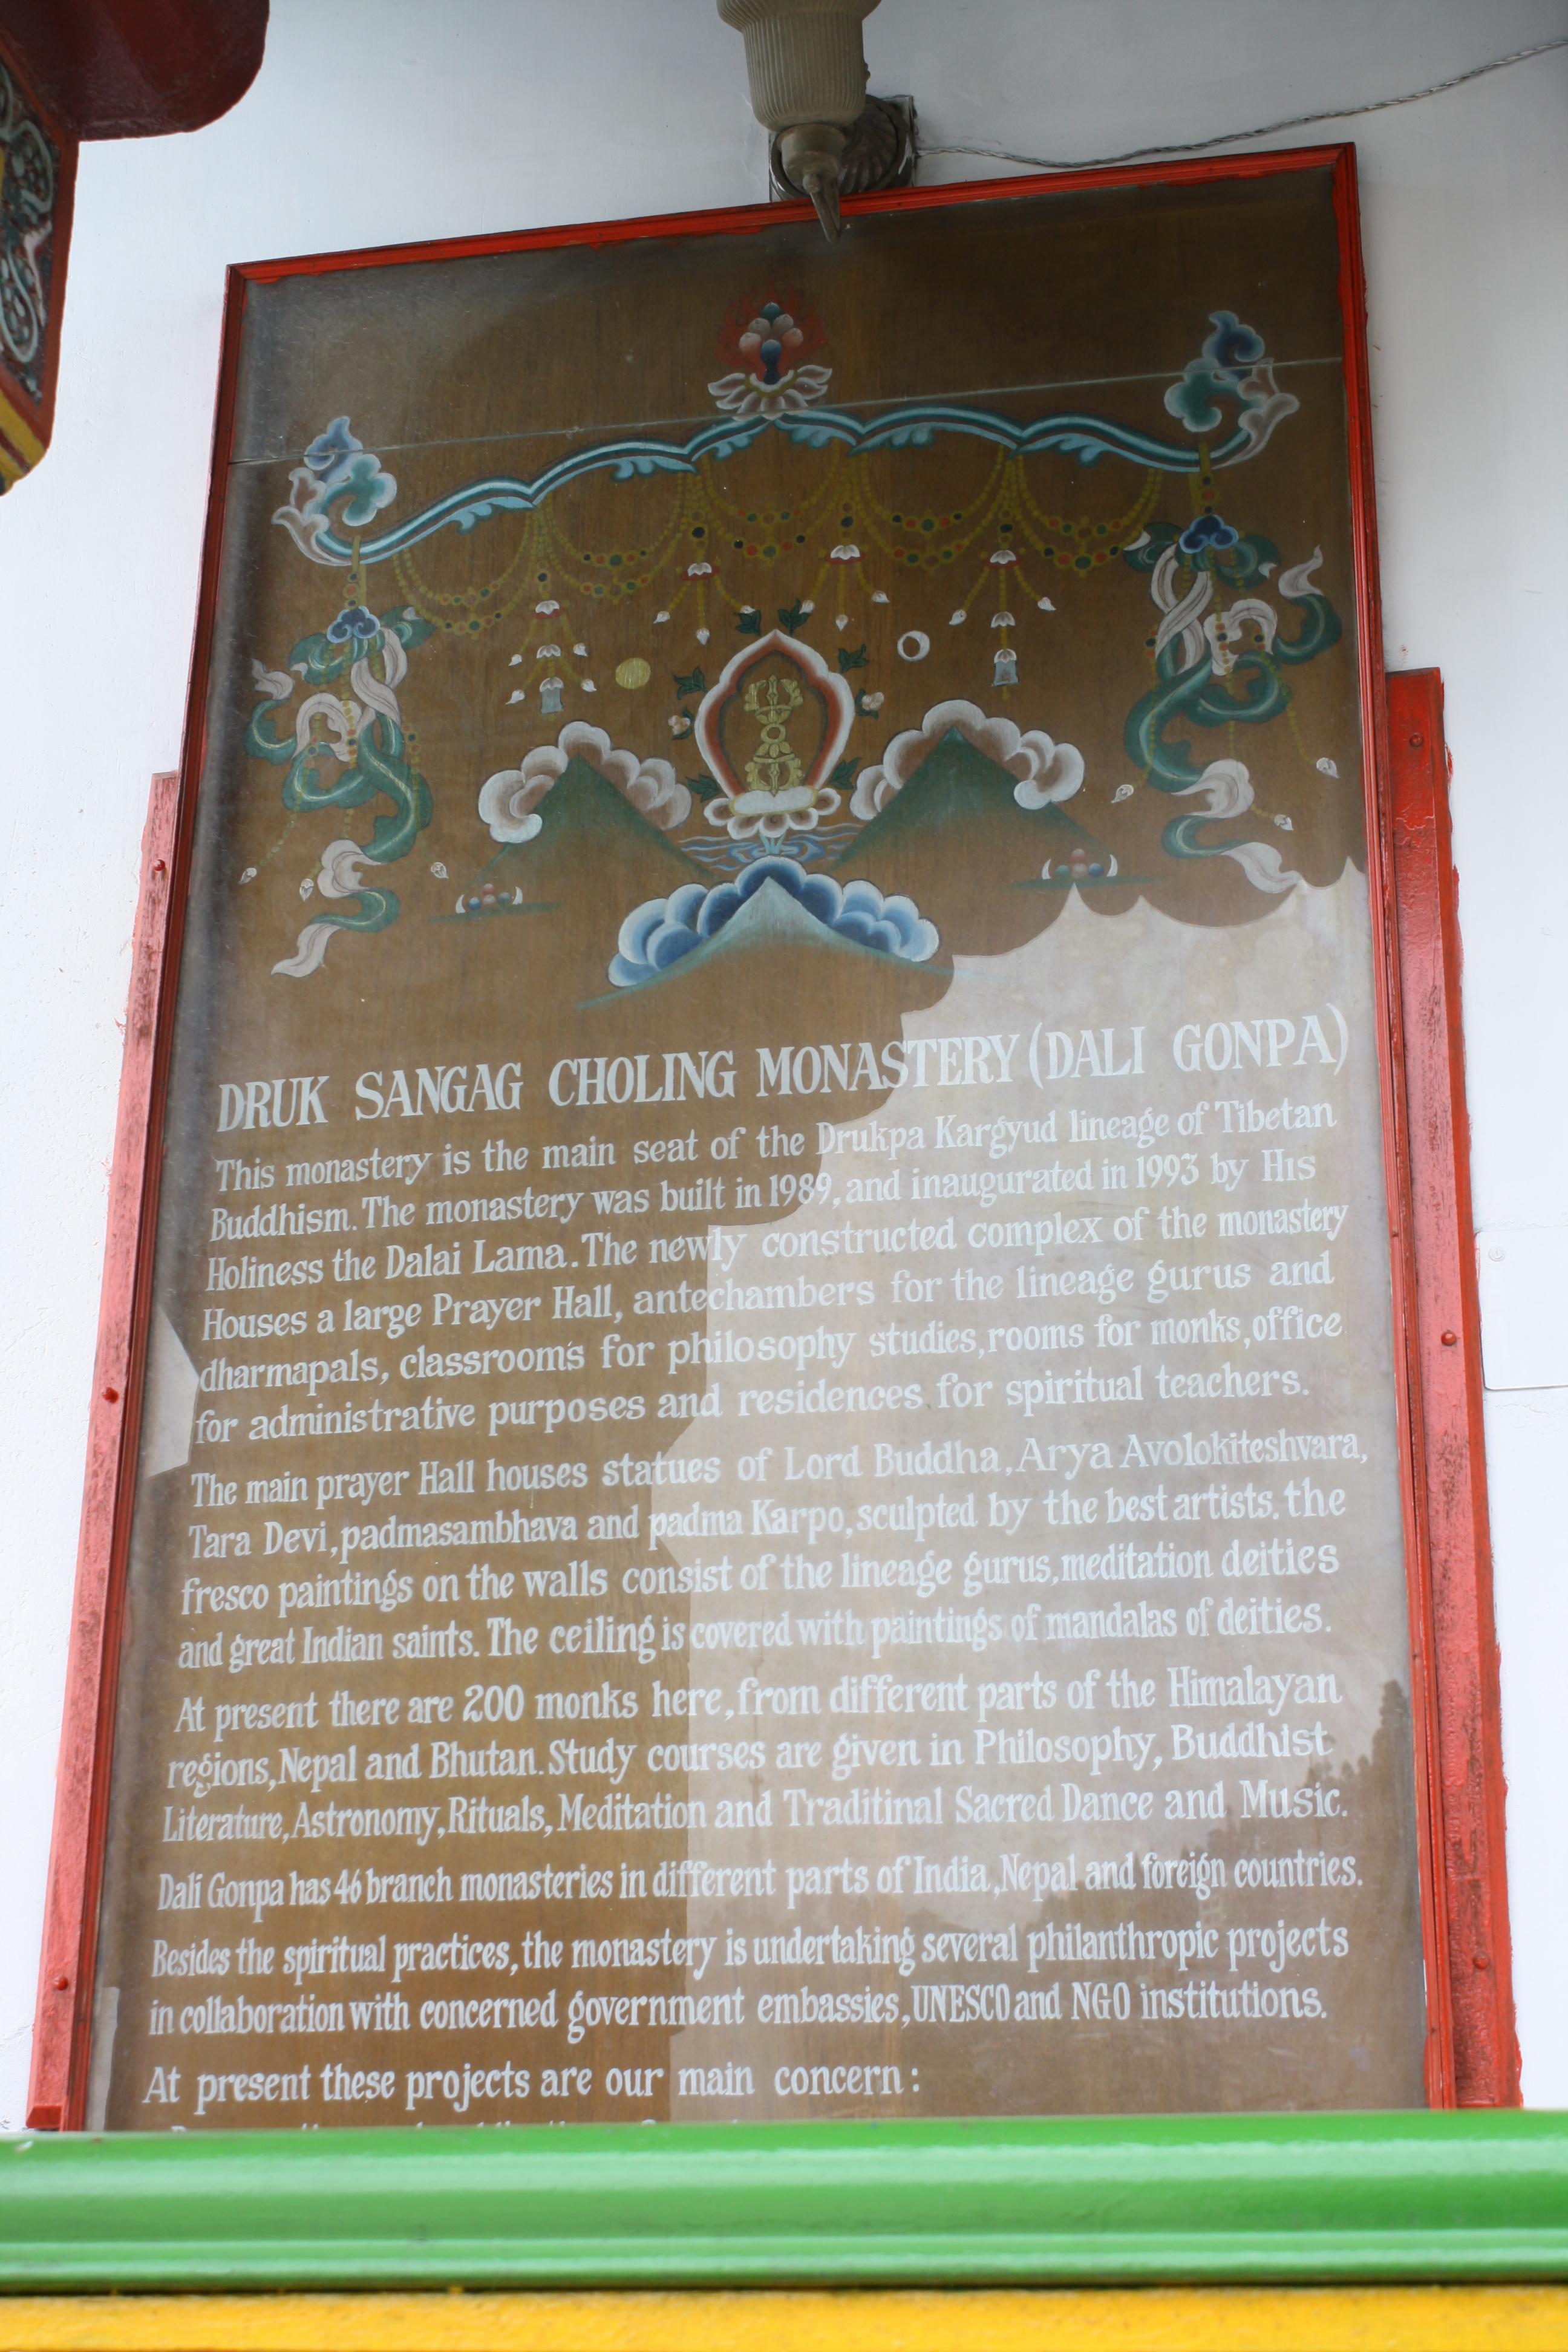 DRUK SANGAG CHOLING MONASTERY (DALI GONPA)
This monastery is the main seat of the Drukpa Kargyud lineage of Tibetan
Buddhism. The monastery was built in 1989, and inaugurated in 1993 by His
Holiness the Dalai Lama. The newly constructed complex of the monastery
Houses a large Prayer Hall, antechambers for the lineage gurus and
dharmapals, classrooms for philosophy studies, rooms for monks, office
for administrative purposes and residences for spiritual teachers.
The main prayer Hall houses statues of Lord Buddha, Arya Avolokiteshvara,
Tara Devi, padmasambhava and padma Karpo, sculpted by the best artists. the
fresco paintings on the walls consist of the lineage gurus, meditation deities
and great Indian saints. The ceiling is covered with paintings of mandalas of deities.
At present there are 200 monks here, from different parts of the Himalayan
regions, Nepal and Bhutan. Study courses are given in Philosophy, Buddhist
Literature, Astronomy, Rituals, Meditation and Traditinal Sacred Dance and Music.
Dali Gonpa has 46 branch monasteries in different parts of India, Nepal and foreign countries.
Besides the spiritual practices, the monastery is undertaking several philanthropic projects
in collaboration with concerned government embassies, UNESCO and NGO institutions.
At present these projects are our main concern: